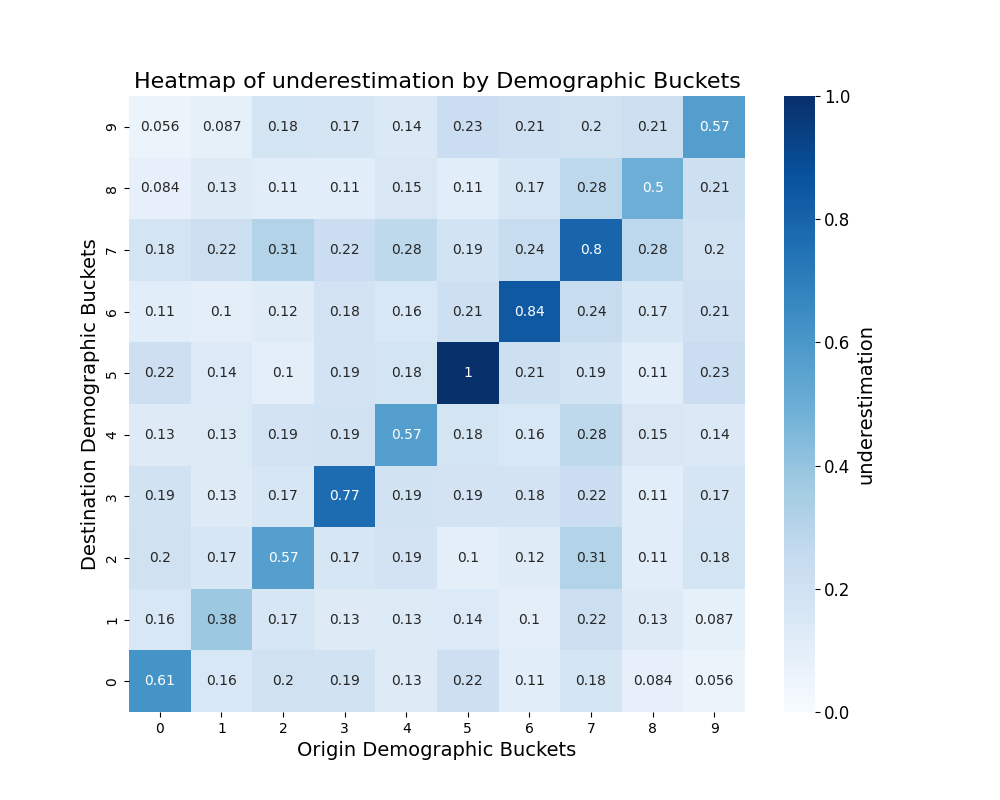 Heatmap of underestimation by Demographic Buckets
9 0.056 0.087 0.18 0.17 0.14 0.23 0.21 0.2 0.21 0.57
8 0.084 0.13 0.11 0.11 0.15 0.11 0.17 0.28 0.5 0.21
7 0.18 0.22 0.31 0.22 0.28 0.19 0.24 0.8 0.28 0.2
6 0.11 0.1 0.12 0.18 0.16 0.21 0.84 0.24 0.17 0.21
5 0.22 0.14 0.1 0.19 0.18 1 0.21 0.19 0.11 0.23
4 0.13 0.13 0.19 0.19 0.57 0.18 0.16 0.28 0.15 0.14
3 0.19 0.13 0.17 0.77 0.19 0.19 0.18 0.22 0.11 0.17
2 0.2 0.17 0.57 0.17 0.19 0.1 0.12 0.31 0.11 0.18
1 0.16 0.38 0.17 0.13 0.13 0.14 0.1 0.22 0.13 0.087
0 0.61 0.16 0.2 0.19 0.13 0.22 0.11 0.18 0.084 0.056
0 1 2 3 4 5 6 7 8 9
Origin Demographic Buckets
Destination Demographic Buckets
1.0
0.8
0.6
0.4
0.2
0.0
underestimation